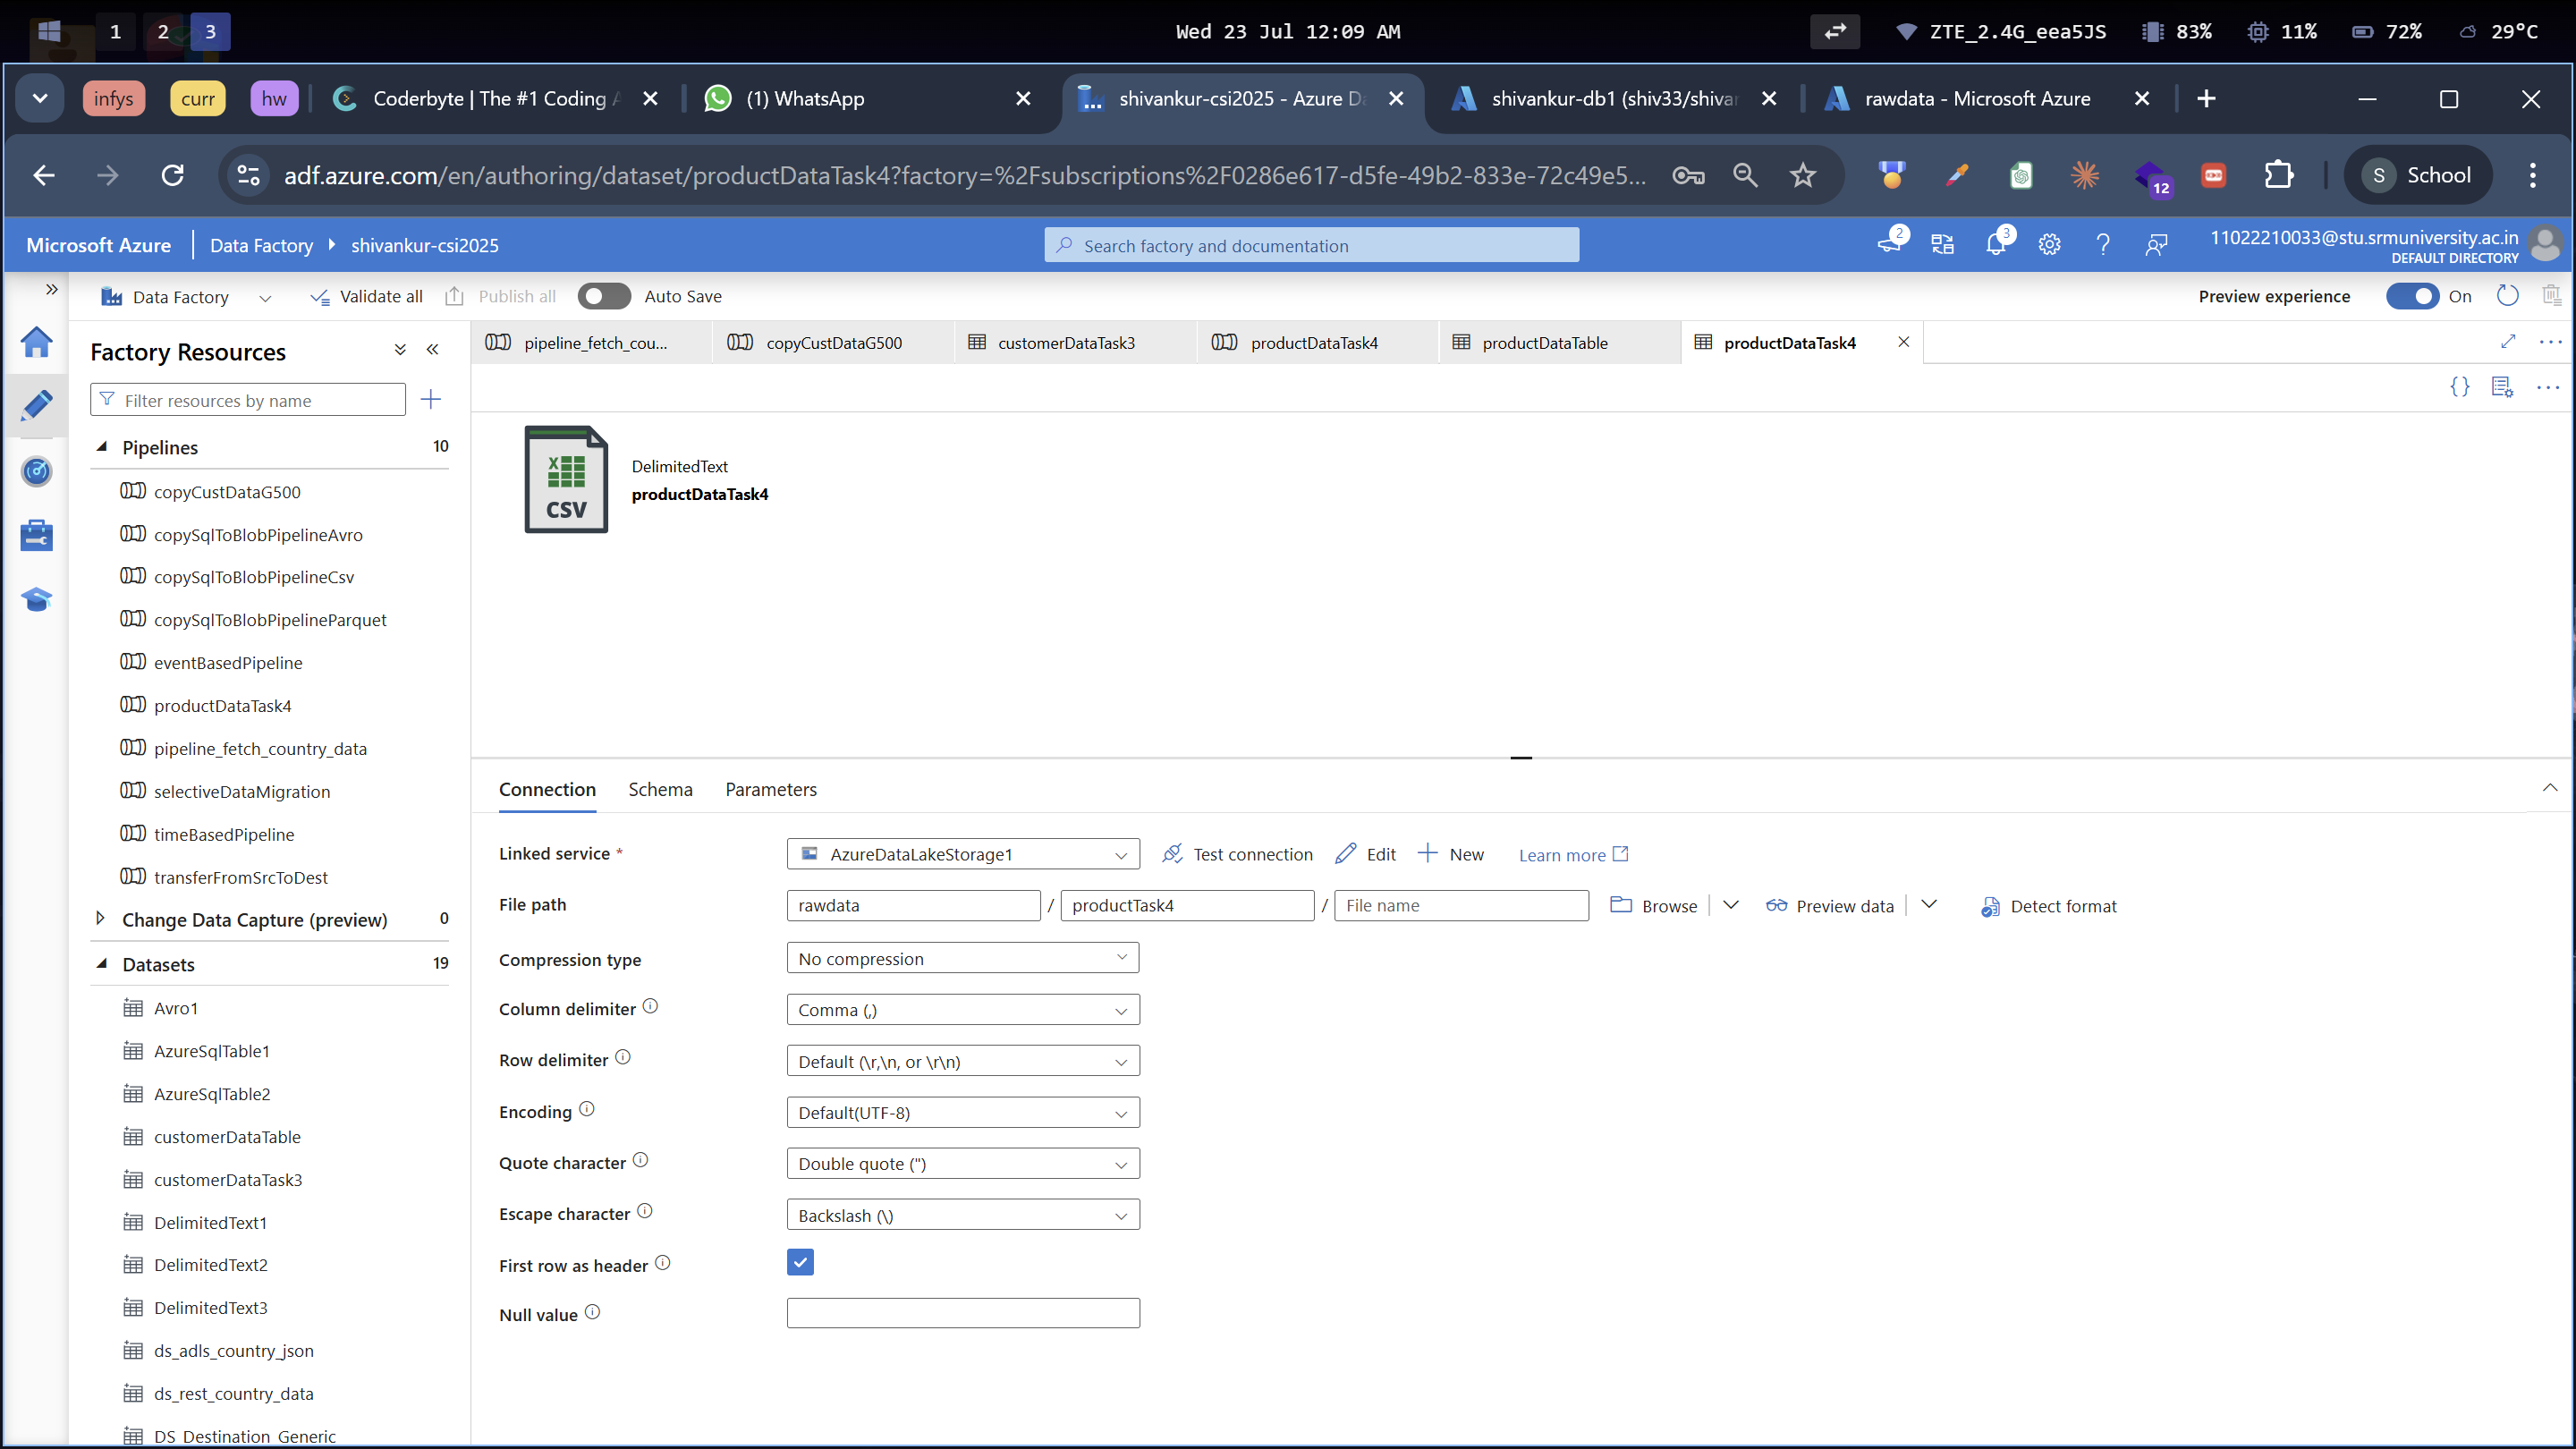 1 2 3
Wed 23 Jul 12:09 AM
ZTE_2.4G_eea5JS 83% 11% 72% 29°C
infys curr hw Coderbyte | The #1 Coding (1) WhatsApp shivankur-csi2025 - Azure Da shivankur-db1 (shiv33/shivan rawdata - Microsoft Azure
adf.azure.com/en/authoring/dataset/productDataTask4?factory=%2Fsubscriptions%2F0286e617-d5fe-49b2-833e-72c49e5... 12 S School
Microsoft Azure Data Factory shivankur-csi2025 Search factory and documentation 2 3 11022210033@stu.srmuniversity.ac.in
DEFAULT DIRECTORY
Data Factory Validate all Publish all Auto Save Preview experience On
Factory Resources
Filter resources by name
Pipelines 10
copyCustDataG500
copySqlToBlobPipelineAvro
copySqlToBlobPipelineCsv
copySqlToBlobPipelineParquet
eventBasedPipeline
productDataTask4
pipeline_fetch_country_data
selectiveDataMigration
timeBasedPipeline
transferFromSrcToDest
Change Data Capture (preview) 0
Datasets 19
Avro1
AzureSqlTable1
AzureSqlTable2
customerDataTable
customerDataTask3
DelimitedText1
DelimitedText2
DelimitedText3
ds_adls_country_json
ds_rest_country_data
DS_Destination_Generic
pipeline_fetch_cou... copyCustDataG500 customerDataTask3 productDataTask4 productDataTable productDataTask4
X
CSV
DelimitedText
productDataTask4
Connection Schema Parameters
Linked service * AzureDataLakeStorage1 Test connection Edit New Learn more
File path rawdata / productTask4 / File name Browse Preview data Detect format
Compression type No compression
Column delimiter Comma (,)
Row delimiter Default (\r,\n, or \r\n)
Encoding Default(UTF-8)
Quote character Double quote (")
Escape character Backslash (\)
First row as header
Null value